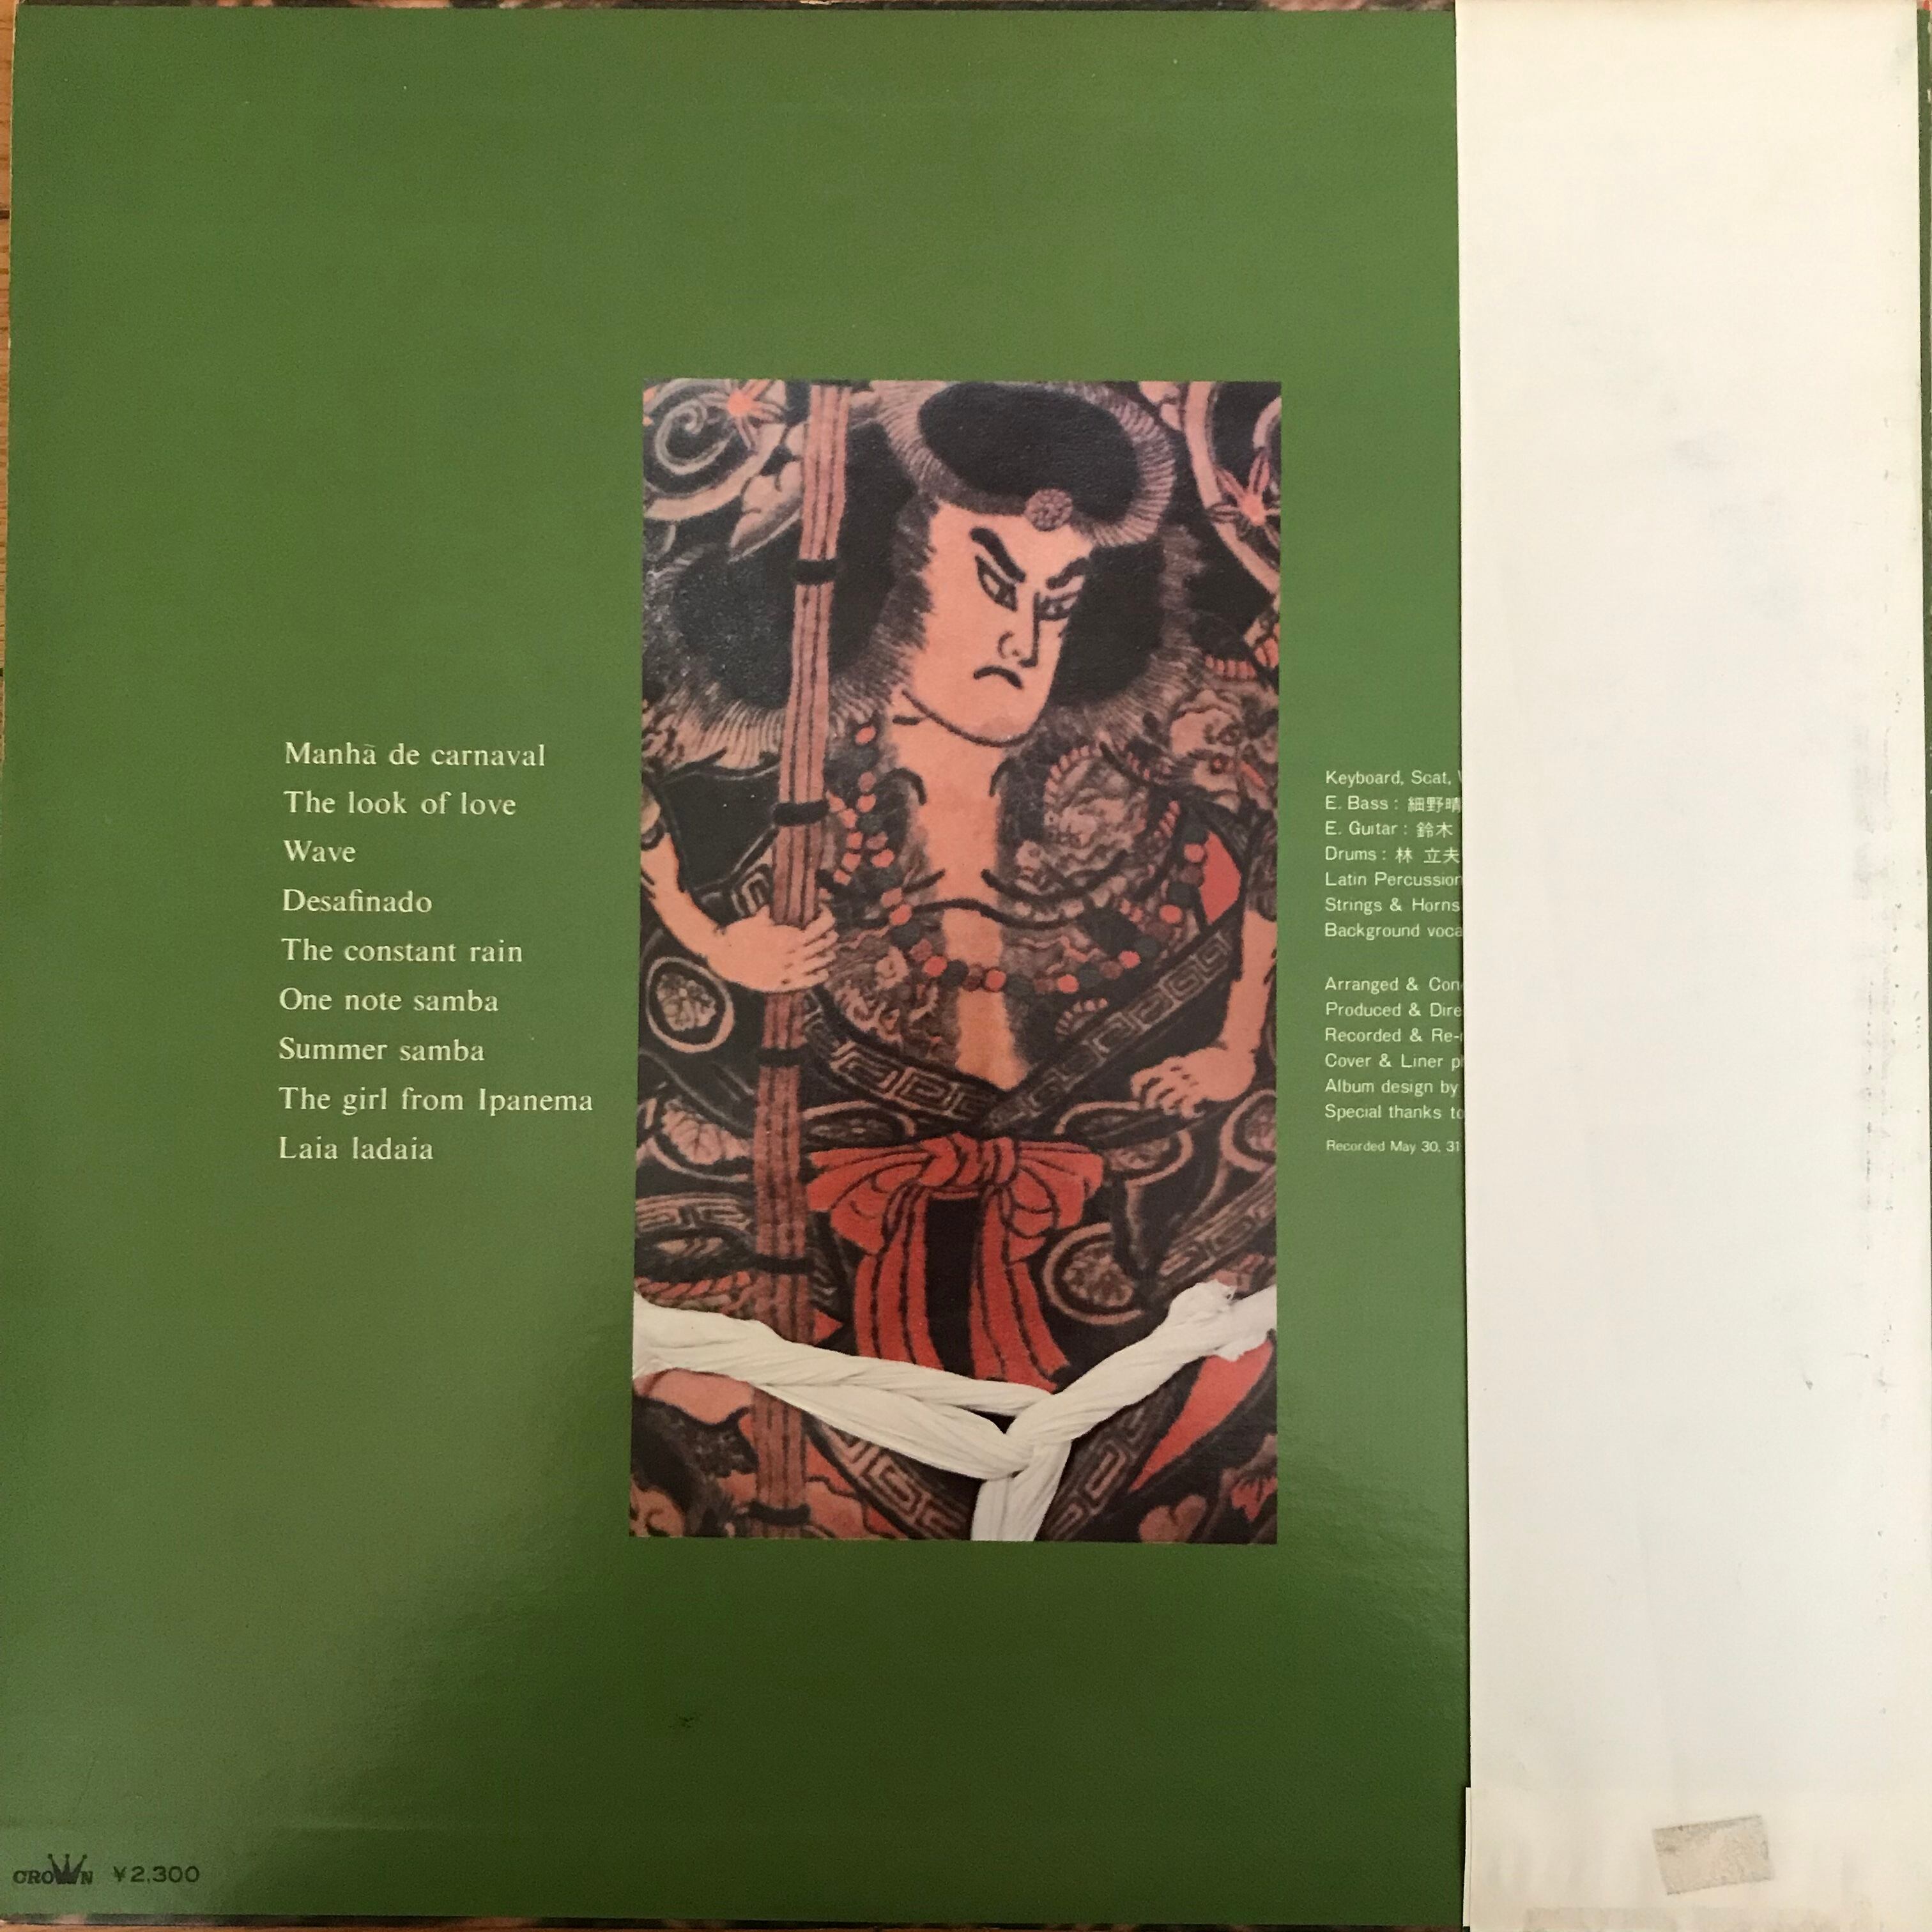 Manhã de carnaval
The look of love
Wave
Desafinado
The constant rain
One note samba
Summer samba
The girl from Ipanema
Laia ladaia
Keyboard, Scat,
E. Bass : 細野晴
E. Guitar : 鈴木
Drums : 林 立夫
Latin Percussion
Strings & Horns
Background voca
Arranged & Con
Produced & Dire
Recorded & Re-
Cover & Liner p
Album design by
Special thanks to
Recorded May 30, 31
CROWN ¥2,300